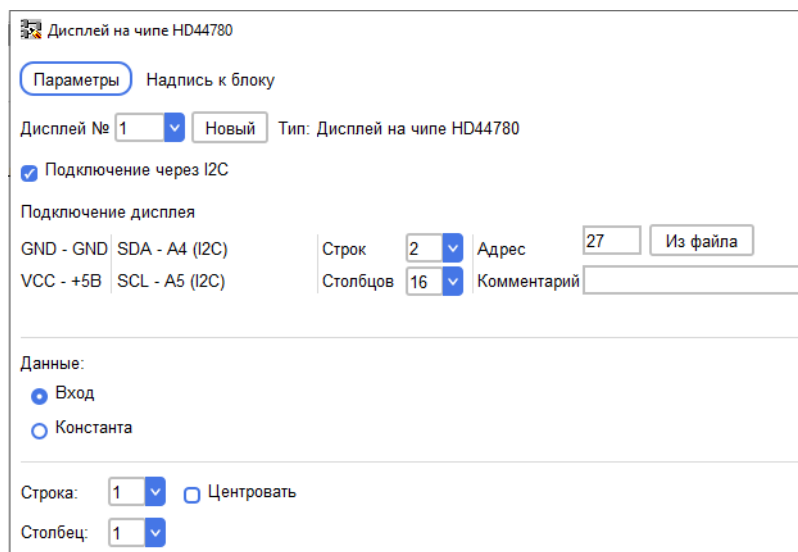 Дисплей на чипе HD44780
Параметры Надпись к блоку
Дисплей № 1 Новый Тип: Дисплей на чипе HD44780
Подключение через I2C
Подключение дисплея
GND - GND SDA - A4 (I2C) Строк 2 Адрес 27 Из файла
VCC - +5В SCL - A5 (I2C) Столбцов 16 Комментарий
Данные:
Вход
Константа
Строка: 1 Центровать
Столбец: 1